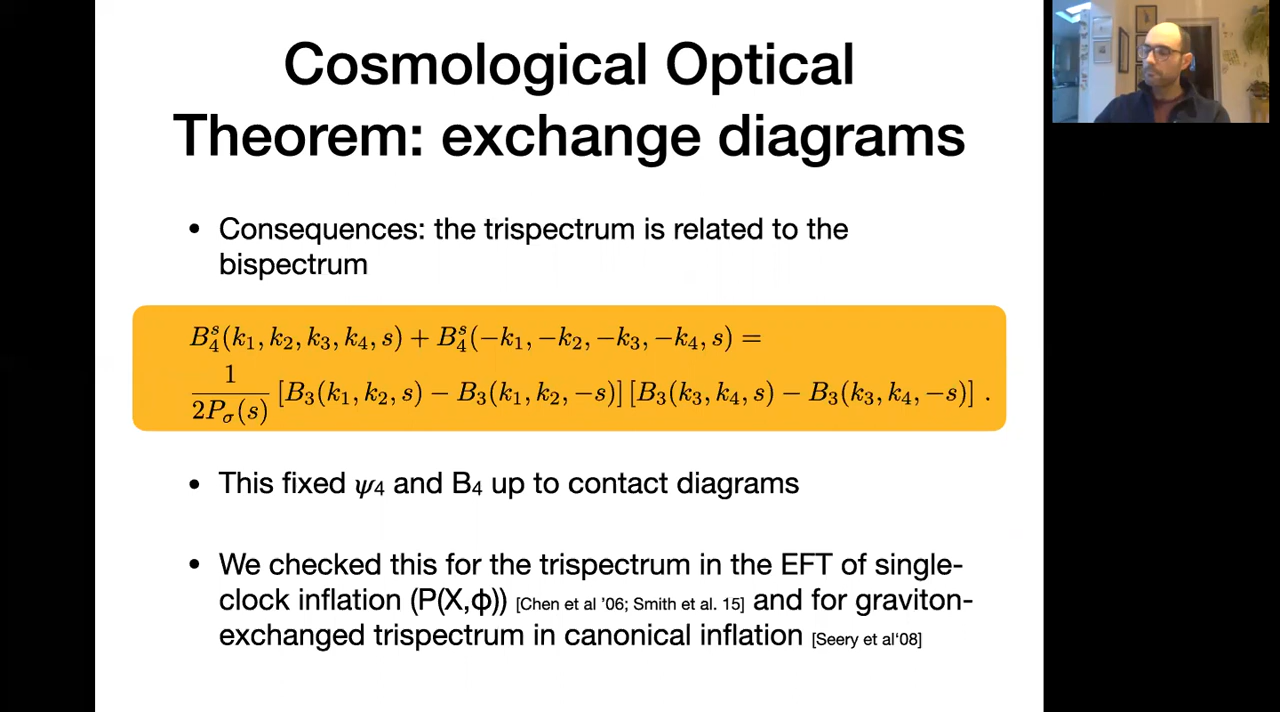 Cosmological Optical
Theorem: exchange diagrams
• Consequences: the trispectrum is related to the
bispectrum
B₄ˢ(k₁, k₂, k₃, k₄, s) + B₄ˢ(−k₁, −k₂, −k₃, −k₄, s) =
1/(2P_σ(s)) [B₃(k₁, k₂, s) − B₃(k₁, k₂, −s)] [B₃(k₃, k₄, s) − B₃(k₃, k₄, −s)] .
• This fixed ψ₄ and B₄ up to contact diagrams
• We checked this for the trispectrum in the EFT of single-
clock inflation (P(X,ϕ)) [Chen et al ’06; Smith et al. 15] and for graviton-
exchanged trispectrum in canonical inflation [Seery et al‘08]